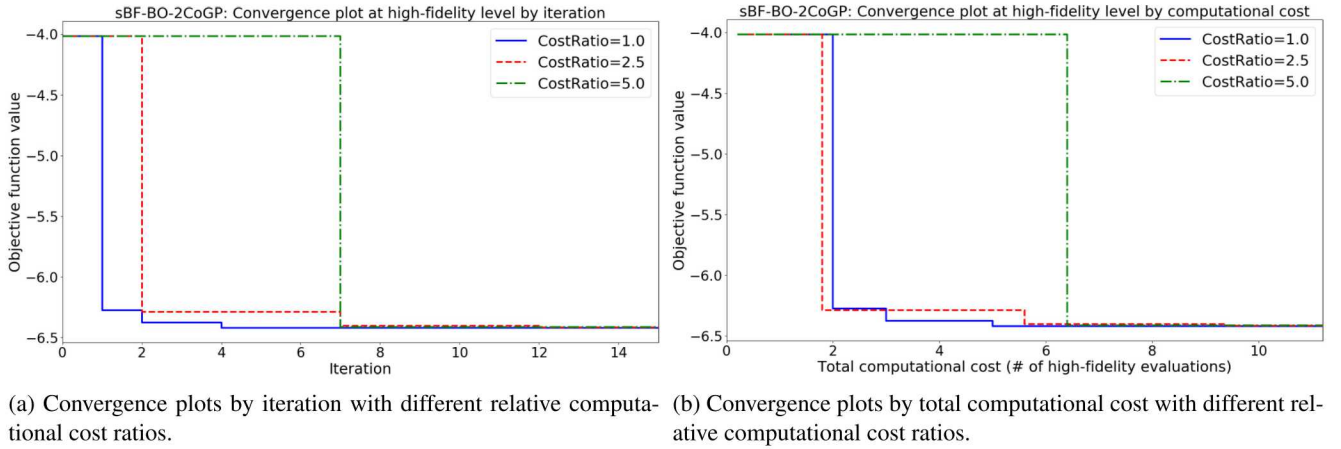 sBF-BO-2CoGP: Convergence plot at high-fidelity level by iteration
−4.0
−4.5
−5.0
−5.5
−6.0
−6.5
Objective function value
CostRatio=1.0
CostRatio=2.5
CostRatio=5.0
0 2 4 6 8 10 12 14
Iteration
(a) Convergence plots by iteration with different relative computa-
tional cost ratios.
sBF-BO-2CoGP: Convergence plot at high-fidelity level by computational cost
−4.0
−4.5
−5.0
−5.5
−6.0
−6.5
Objective function value
CostRatio=1.0
CostRatio=2.5
CostRatio=5.0
0 2 4 6 8 10
Total computational cost (# of high-fidelity evaluations)
(b) Convergence plots by total computational cost with different rel-
ative computational cost ratios.